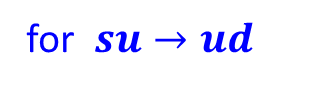 for su → ud